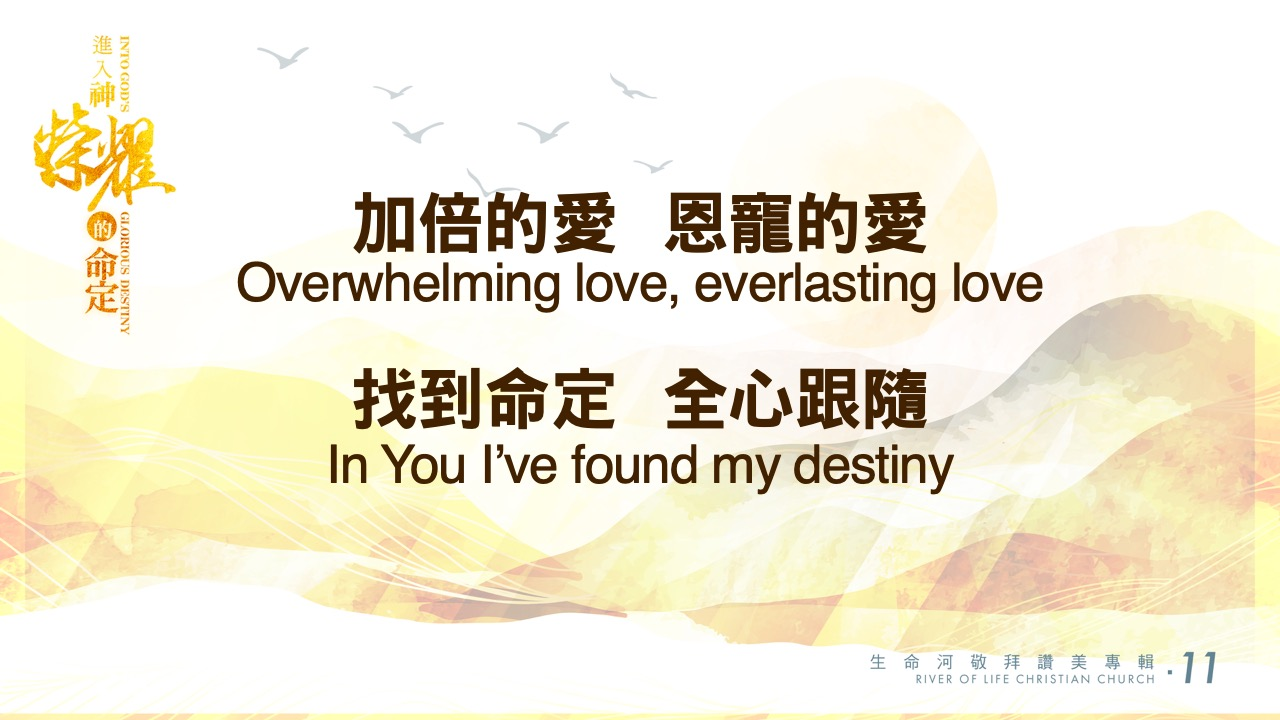 進入神
榮耀
的
命定
INTO GOD'S
GLORIOUS DESTINY
加倍的愛 恩寵的愛
Overwhelming love, everlasting love
找到命定 全心跟隨
In You I’ve found my destiny
生命河敬拜讚美專輯
RIVER OF LIFE CHRISTIAN CHURCH
·11